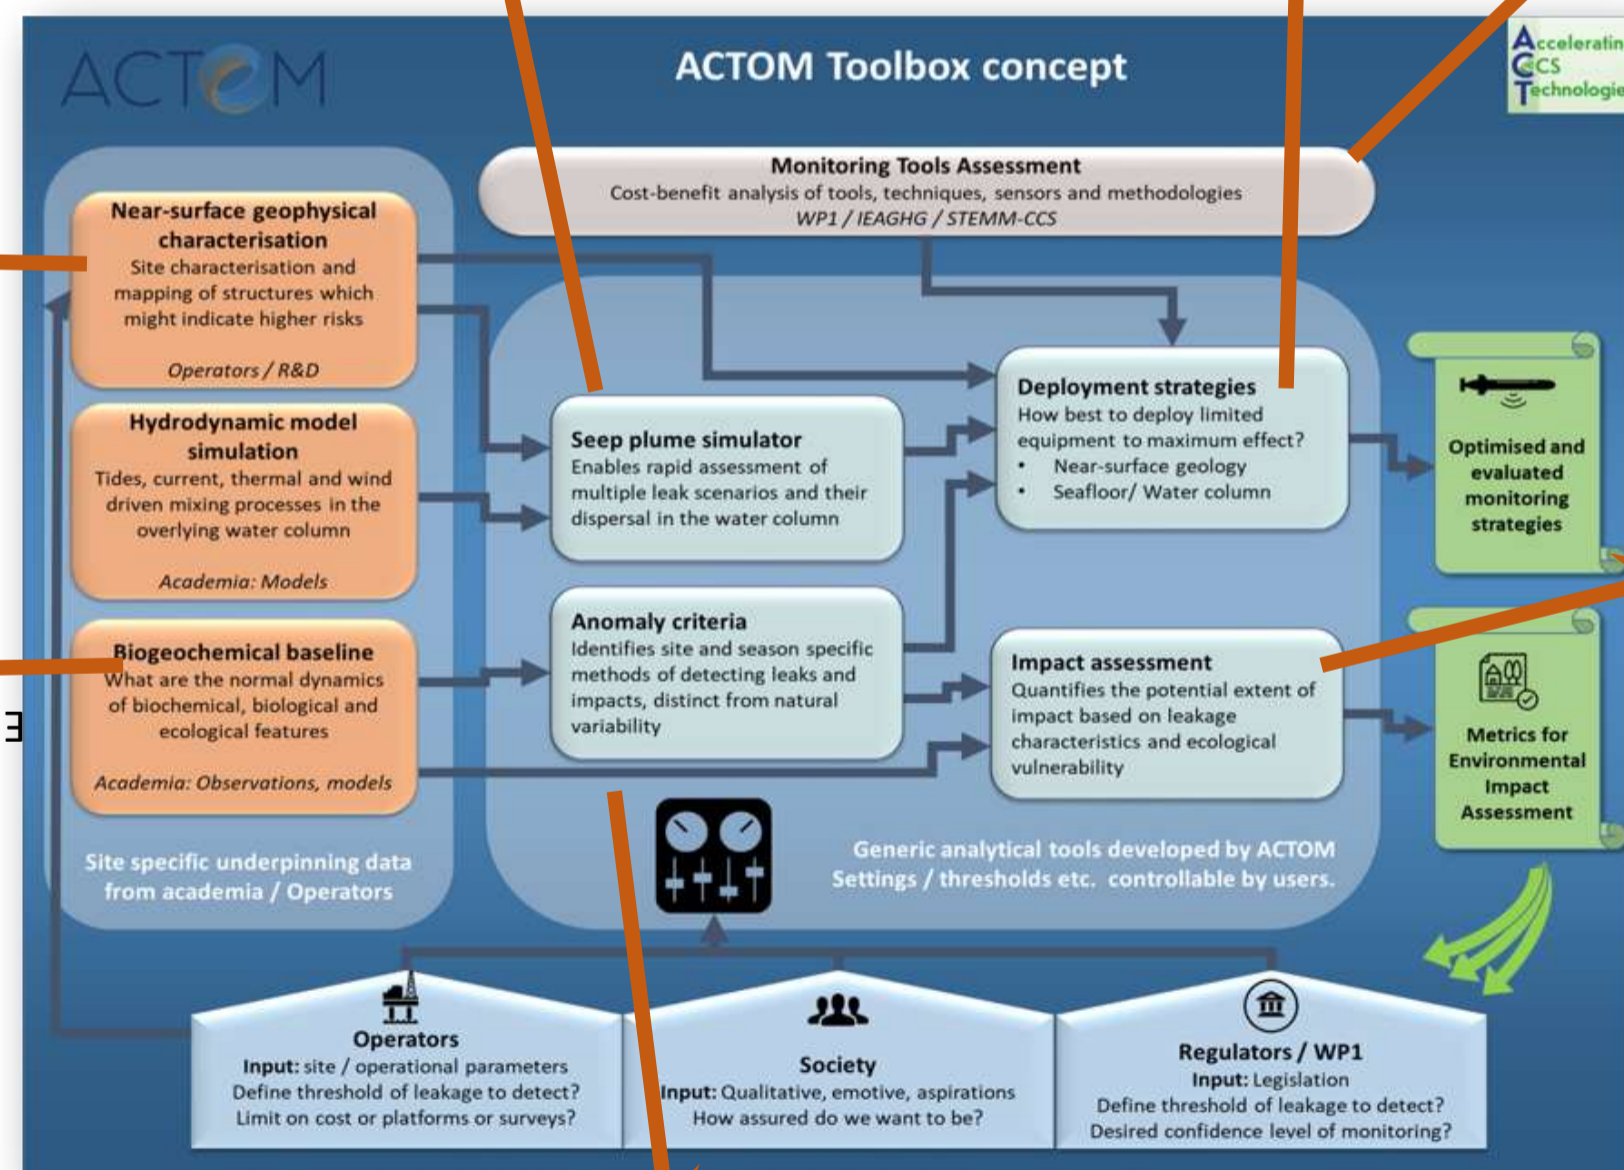 ACTOM
ACTOM Toolbox concept
Acceleratin
CCS
Technologie
Monitoring Tools Assessment
Cost-benefit analysis of tools, techniques, sensors and methodologies
WP1 / IEAGHG / STEMM-CCS
Near-surface geophysical
characterisation
Site characterisation and
mapping of structures which
might indicate higher risks
Operators / R&D
Hydrodynamic model
simulation
Tides, current, thermal and wind
driven mixing processes in the
overlying water column
Academia: Models
Biogeochemical baseline
What are the normal dynamics
of biochemical, biological and
ecological features
Academia: Observations, models
Site specific underpinning data
from academia / Operators
Seep plume simulator
Enables rapid assessment of
multiple leak scenarios and their
dispersal in the water column
Anomaly criteria
Identifies site and season specific
methods of detecting leaks and
impacts, distinct from natural
variability
Deployment strategies
How best to deploy limited
equipment to maximum effect?
• Near-surface geology
• Seafloor/ Water column
Impact assessment
Quantifies the potential extent of
impact based on leakage
characteristics and ecological
vulnerability
Generic analytical tools developed by ACTOM
Settings / thresholds etc. controllable by users.
Optimised and
evaluated
monitoring
strategies
Metrics for
Environmental
Impact
Assessment
Operators
Input: site / operational parameters
Define threshold of leakage to detect?
Limit on cost or platforms or surveys?
Society
Input: Qualitative, emotive, aspirations
How assured do we want to be?
Regulators / WP1
Input: Legislation
Define threshold of leakage to detect?
Desired confidence level of monitoring?